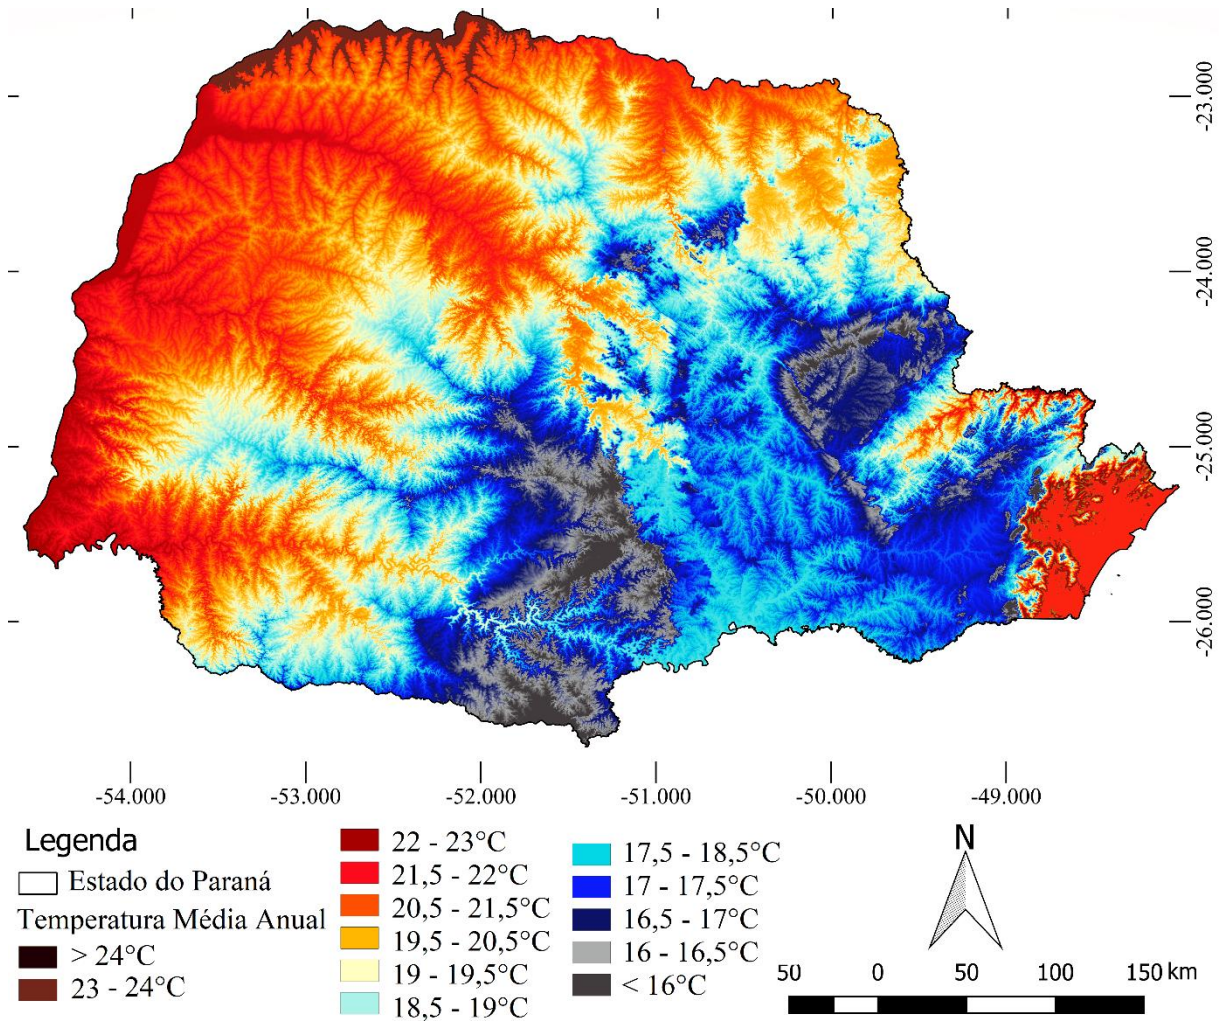 -23.000
-24.000
-25.000
-26.000
-54.000 -53.000 -52.000 -51.000 -50.000 -49.000
Legenda
Estado do Paraná
Temperatura Média Anual
> 24°C
23 - 24°C
22 - 23°C
21,5 - 22°C
20,5 - 21,5°C
19,5 - 20,5°C
19 - 19,5°C
18,5 - 19°C
17,5 - 18,5°C
17 - 17,5°C
16,5 - 17°C
16 - 16,5°C
< 16°C
N
50 0 50 100 150 km